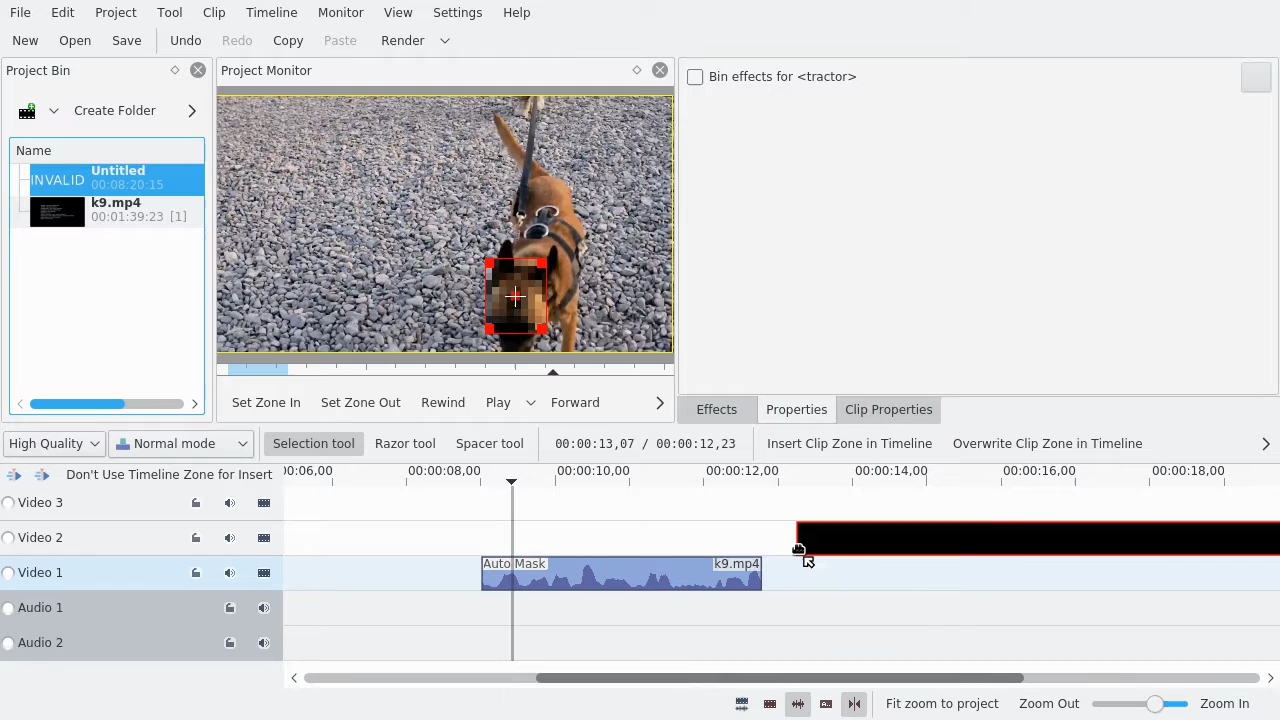 File Edit Project Tool Clip Timeline Monitor View Settings Help
New Open Save Undo Redo Copy Paste Render
Project Bin
Project Monitor
Bin effects for <tractor>
Create Folder
Name
INVALID
Untitled
00:08:20:15
k9.mp4
00:01:39:23 [1]
Set Zone In Set Zone Out Rewind Play Forward
Effects Properties Clip Properties
High Quality Normal mode Selection tool Razor tool Spacer tool 00:00:13,07 / 00:00:12,23 Insert Clip Zone in Timeline Overwrite Clip Zone in Timeline
Don't Use Timeline Zone for Insert
00:06,00 00:00:08,00 00:00:10,00 00:00:12,00 00:00:14,00 00:00:16,00 00:00:18,00
Video 3
Video 2
Video 1
Auto Mask k9.mp4
Audio 1
Audio 2
Fit zoom to project Zoom Out Zoom In